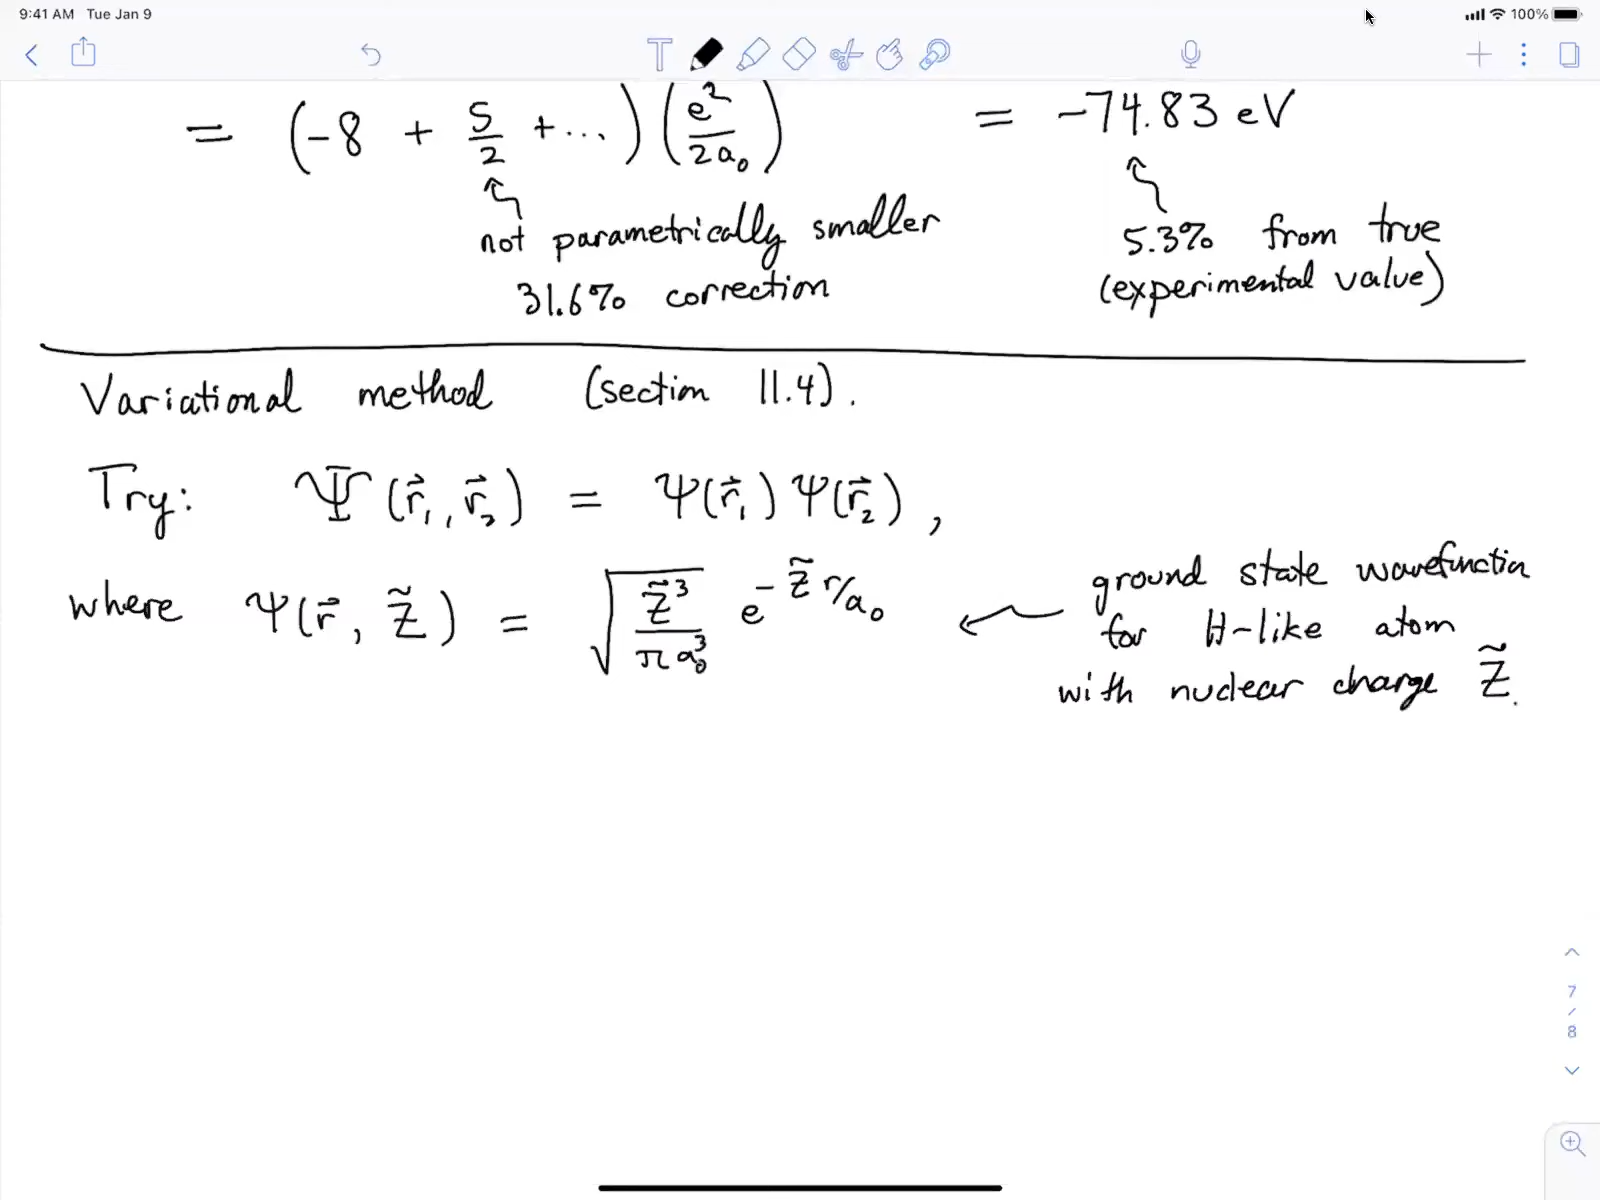 9:41 AM Tue Jan 9 100%
T
= (-8 + 5/2 + ...) (e²/2a₀) = -74.83 eV
not parametrically smaller
31.6% correction
5.3% from true
(experimental value)
Variational method (section 11.4).
Try: Ψ(r⃗₁, r⃗₂) = ψ(r⃗₁) ψ(r⃗₂),
where ψ(r⃗, Z̃) = √(Z̃³/πa₀³) e^(-Z̃r/a₀)
ground state wavefunction
for H-like atom
with nuclear charge Z̃.
7
/
8